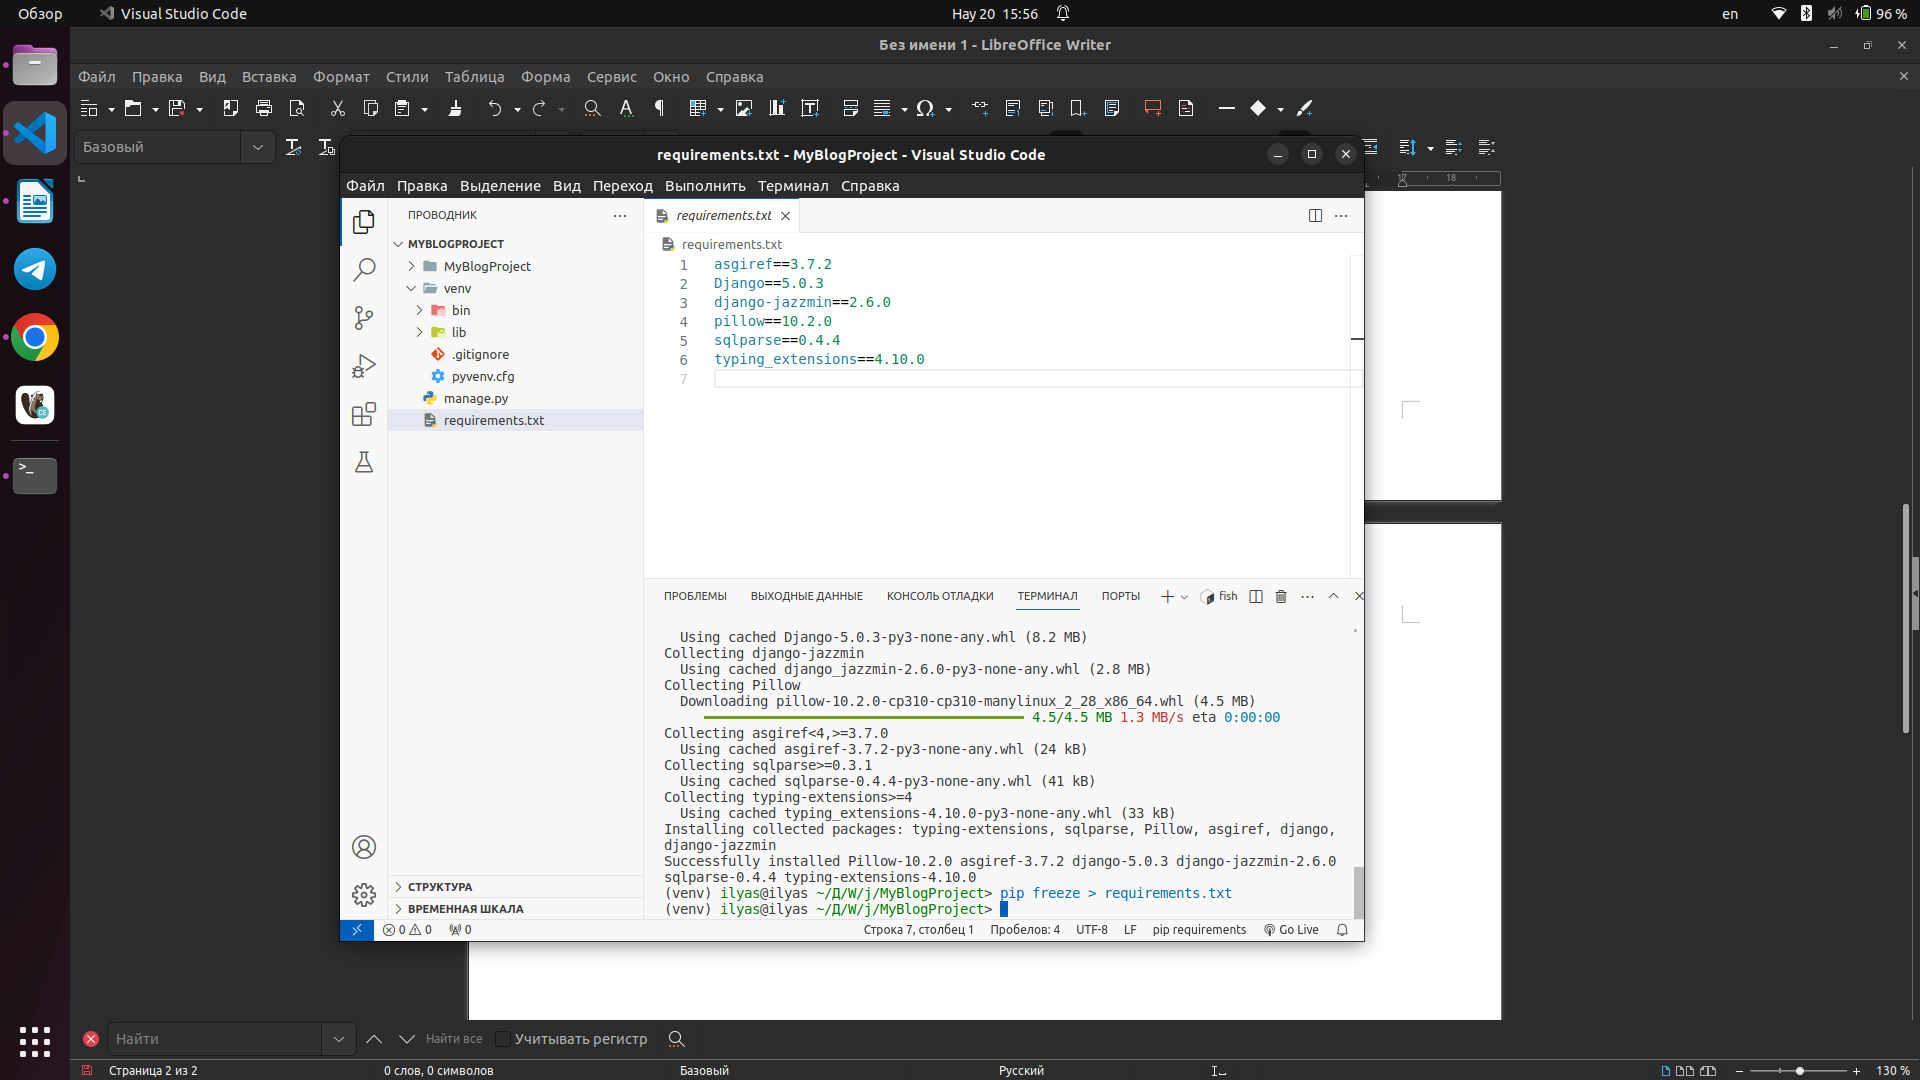 Обзор
Visual Studio Code
Нау 20 15:56
en
96 %
Без имени 1 - LibreOffice Writer
Файл Правка Вид Вставка Формат Стили Таблица Форма Сервис Окно Справка
Базовый
17 18
requirements.txt - MyBlogProject - Visual Studio Code
Файл Правка Выделение Вид Переход Выполнить Терминал Справка
ПРОВОДНИК
MYBLOGPROJECT
MyBlogProject
venv
bin
lib
.gitignore
pyvenv.cfg
manage.py
requirements.txt
СТРУКТУРА
ВРЕМЕННАЯ ШКАЛА
requirements.txt
requirements.txt
1 asgiref==3.7.2
2 Django==5.0.3
3 django-jazzmin==2.6.0
4 pillow==10.2.0
5 sqlparse==0.4.4
6 typing_extensions==4.10.0
7
ПРОБЛЕМЫ ВЫХОДНЫЕ ДАННЫЕ КОНСОЛЬ ОТЛАДКИ ТЕРМИНАЛ ПОРТЫ fish
Using cached Django-5.0.3-py3-none-any.whl (8.2 MB)
Collecting django-jazzmin
Using cached django_jazzmin-2.6.0-py3-none-any.whl (2.8 MB)
Collecting Pillow
Downloading pillow-10.2.0-cp310-cp310-manylinux_2_28_x86_64.whl (4.5 MB)
4.5/4.5 MB 1.3 MB/s eta 0:00:00
Collecting asgiref<4,>=3.7.0
Using cached asgiref-3.7.2-py3-none-any.whl (24 kB)
Collecting sqlparse>=0.3.1
Using cached sqlparse-0.4.4-py3-none-any.whl (41 kB)
Collecting typing-extensions>=4
Using cached typing_extensions-4.10.0-py3-none-any.whl (33 kB)
Installing collected packages: typing-extensions, sqlparse, Pillow, asgiref, django,
django-jazzmin
Successfully installed Pillow-10.2.0 asgiref-3.7.2 django-5.0.3 django-jazzmin-2.6.0
sqlparse-0.4.4 typing-extensions-4.10.0
(venv) ilyas@ilyas ~/Д/W/j/MyBlogProject> pip freeze > requirements.txt
(venv) ilyas@ilyas ~/Д/W/j/MyBlogProject>
0 0 0 Строка 7, столбец 1 Пробелов: 4 UTF-8 LF pip requirements Go Live
Найти
Найти все
Учитывать регистр
Страница 2 из 2
0 слов, 0 символов
Базовый
Русский
130 %